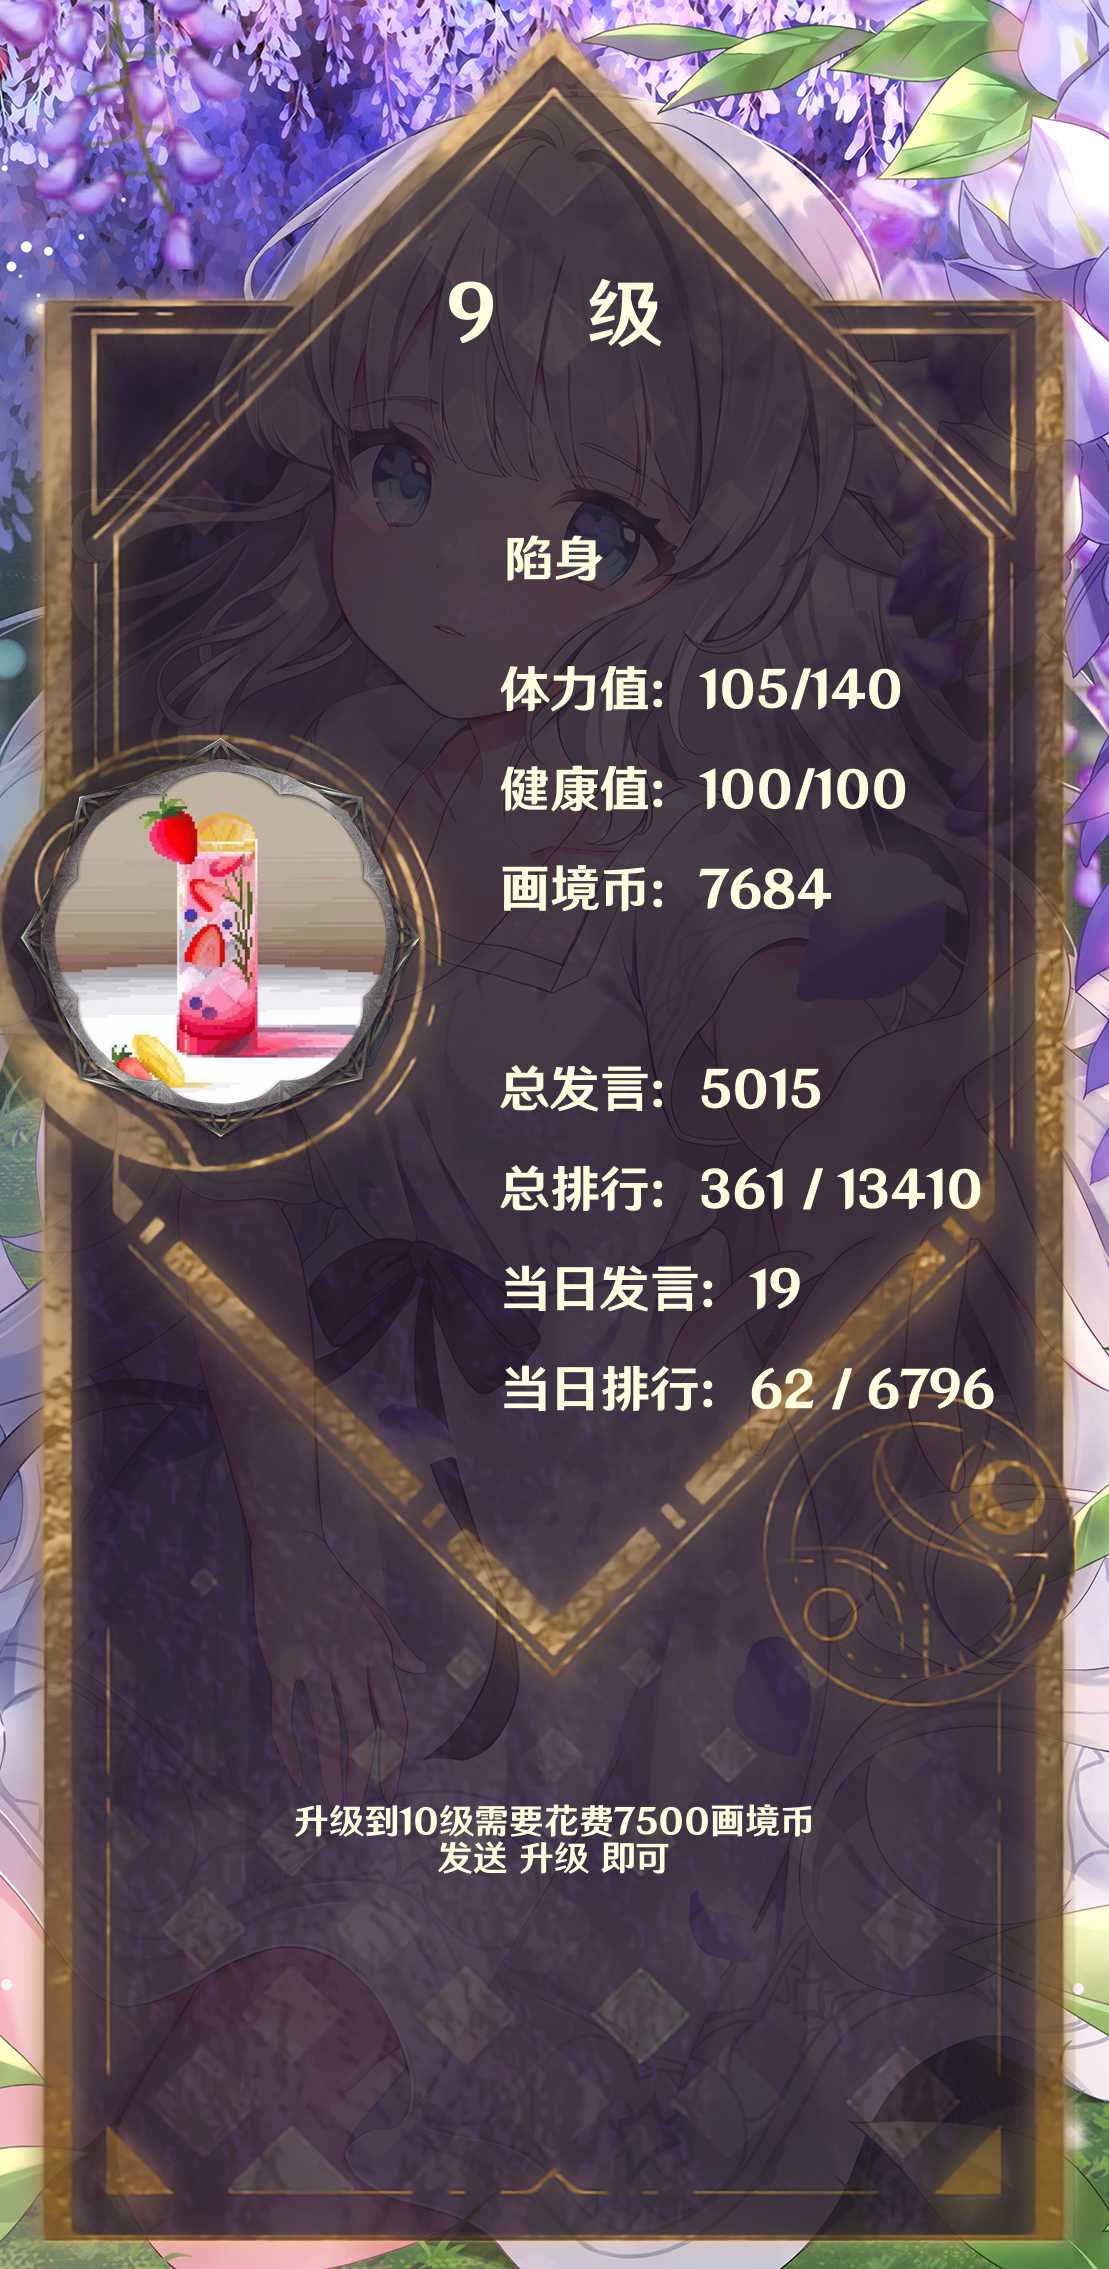 9 级
陷身
体力值：105/140
健康值：100/100
画境币：7684
总发言：5015
总排行：361 / 13410
当日发言：19
当日排行：62 / 6796
升级到10级需要花费7500画境币
发送 升级 即可